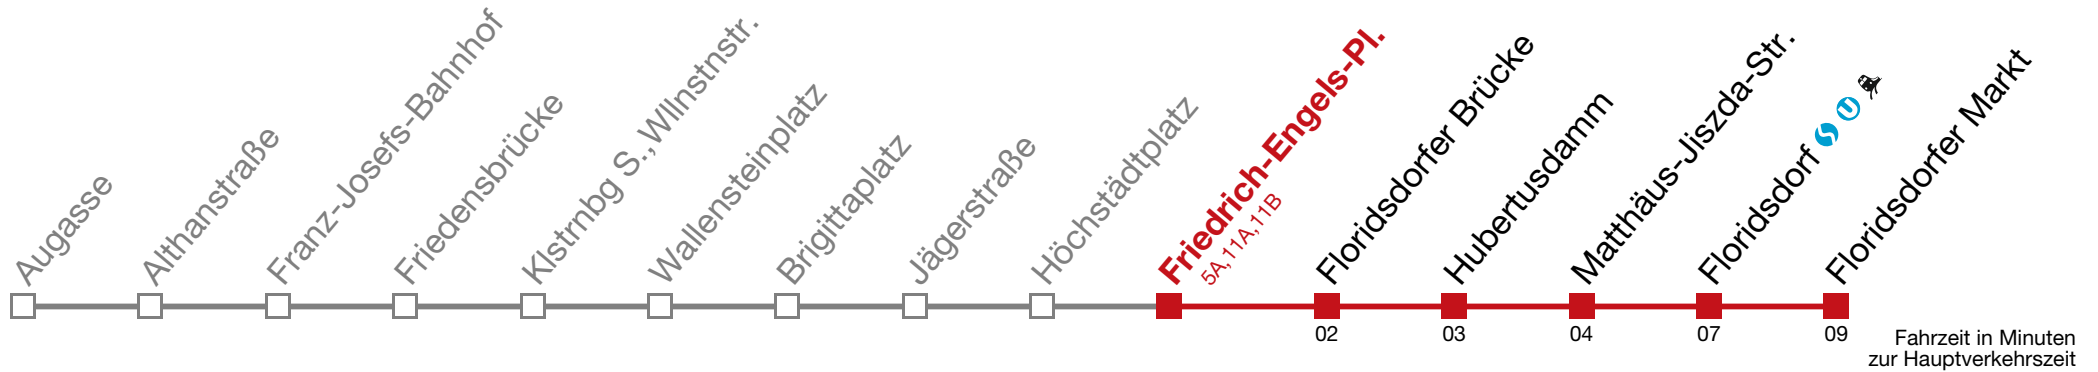 Augasse
Althanstraße
Franz-Josefs-Bahnhof
Friedensbrücke
Klstrnbg S.,Wllnstnstr.
Wallensteinplatz
Brigittaplatz
Jägerstraße
Höchstädtplatz
Friedrich-Engels-Pl.
5A, 11A, 11B
Floridsdorfer Brücke
Hubertusdamm
Matthäus-Jiszda-Str.
Floridsdorf S U
Floridsdorfer Markt
02 03 04 07 09
Fahrzeit in Minuten
zur Hauptverkehrszeit